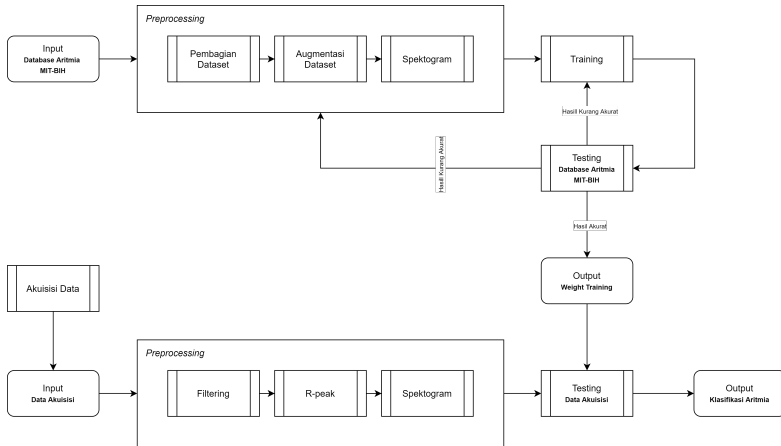 Preprocessing
Input
Database Aritmia
MIT-BIH
Pembagian
Dataset
Augmentasi
Dataset
Spektogram
Training
Hasill Kurang Akurat
Hasill Kurang Akurat
Testing
Database Aritmia
MIT-BIH
Hasil Akurat
Output
Weight Training
Akuisisi Data
Preprocessing
Input
Data Akuisisi
Filtering
R-peak
Spektogram
Testing
Data Akuisisi
Output
Klasifikasi Aritmia